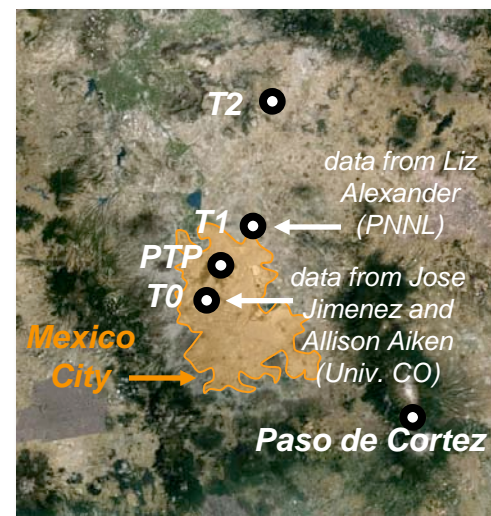 T2
data from Liz
Alexander
(PNNL)
T1
PTP
T0
data from Jose
Jimenez and
Allison Aiken
(Univ. CO)
Mexico
City
Paso de Cortez